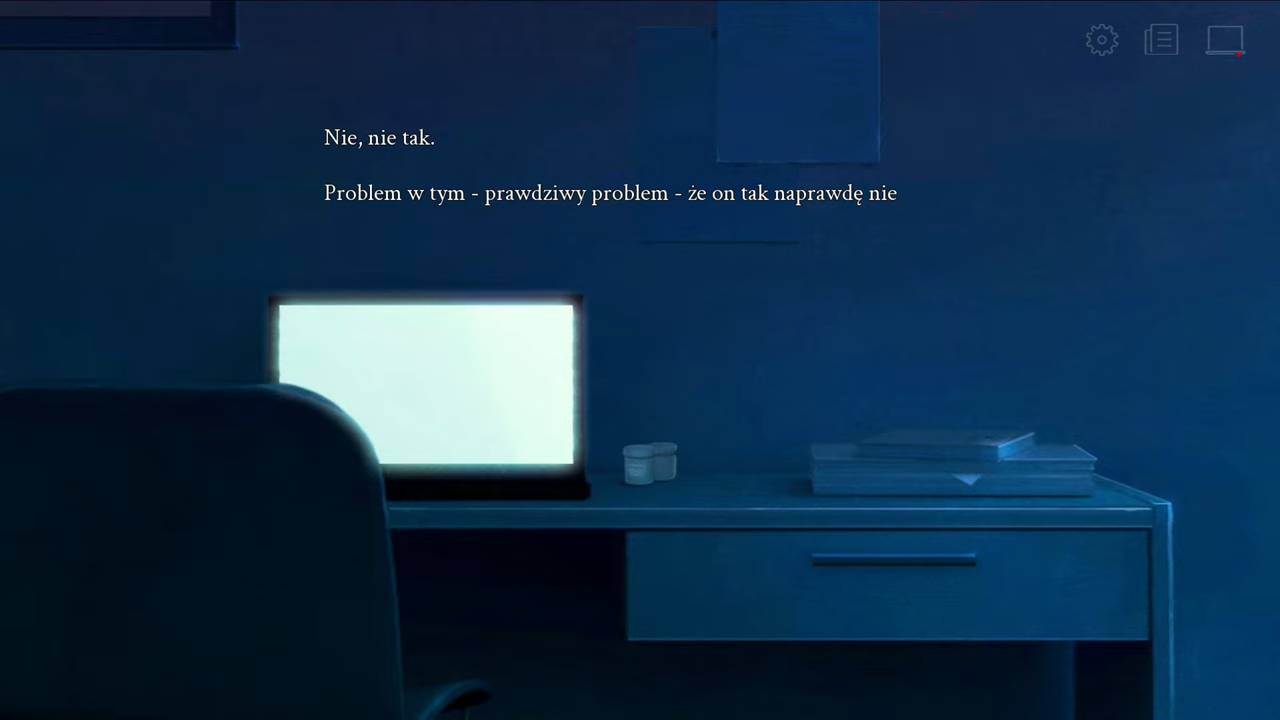 Nie, nie tak.
Problem w tym - prawdziwy problem - że on tak naprawdę nie